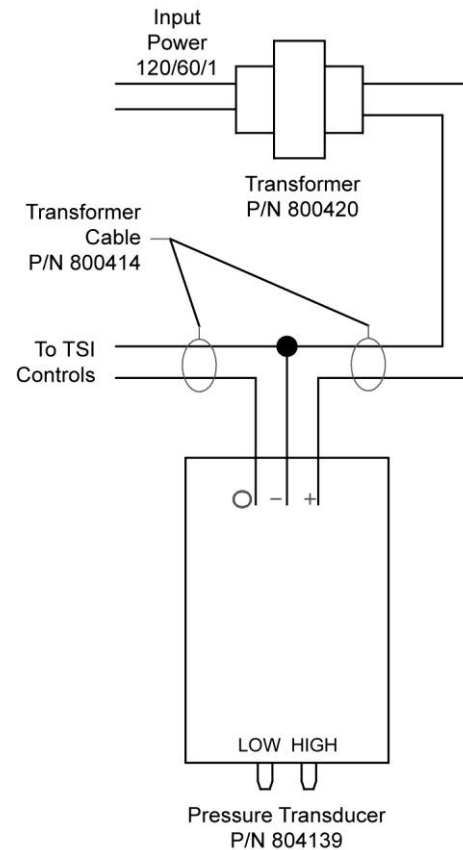 Input
Power
120/60/1
Transformer
P/N 800420
Transformer
Cable
P/N 800414
To TSI
Controls
O − +
LOW HIGH
Pressure Transducer
P/N 804139